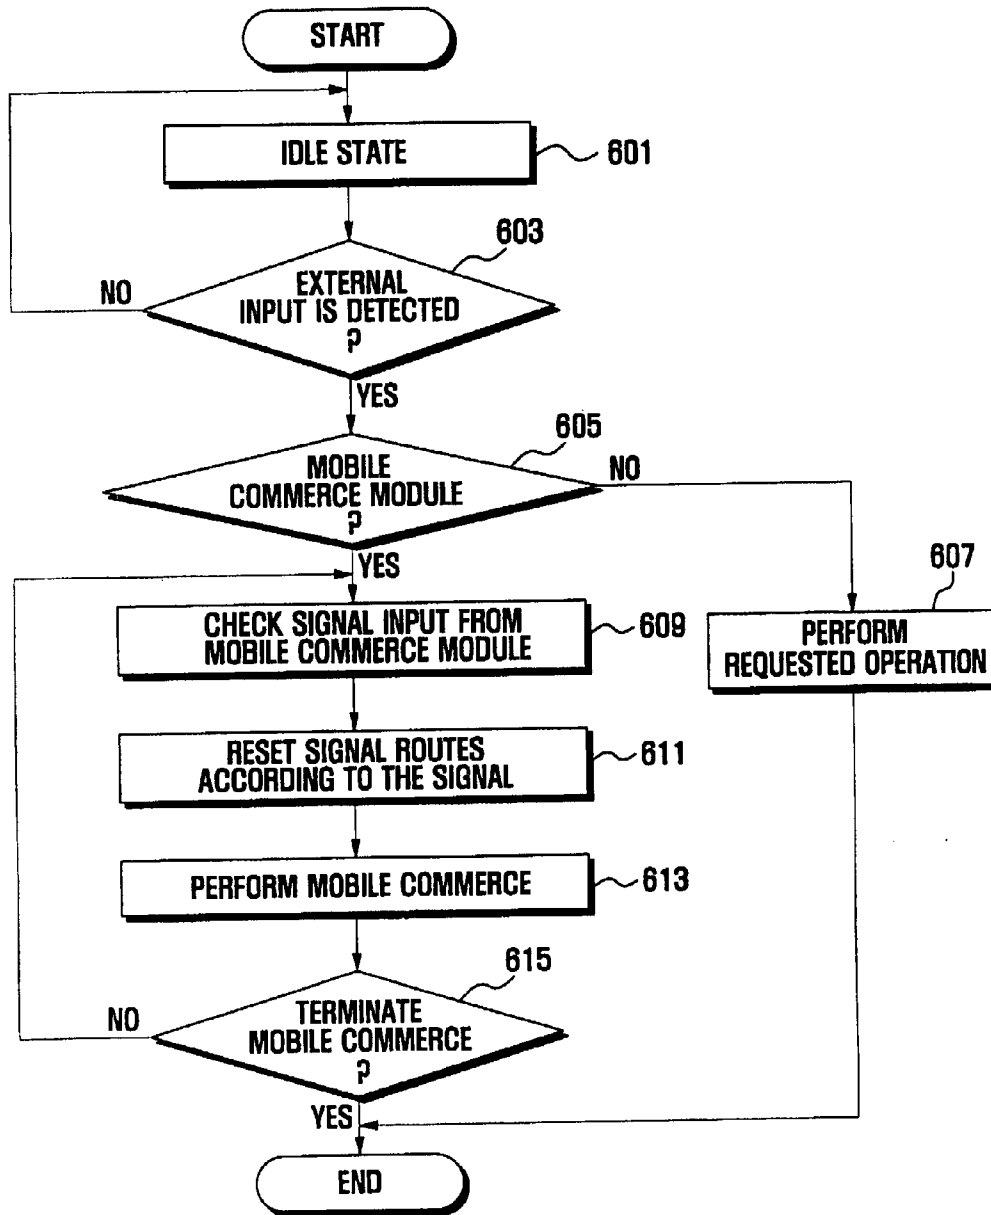 START
IDLE STATE
601
603
EXTERNAL
INPUT IS DETECTED
?
NO
YES
605
MOBILE
COMMERCE MODULE
?
NO
YES
607
CHECK SIGNAL INPUT FROM
MOBILE COMMERCE MODULE
609
PERFORM
REQUESTED OPERATION
RESET SIGNAL ROUTES
ACCORDING TO THE SIGNAL
611
PERFORM MOBILE COMMERCE
613
615
TERMINATE
MOBILE COMMERCE
?
NO
YES
END